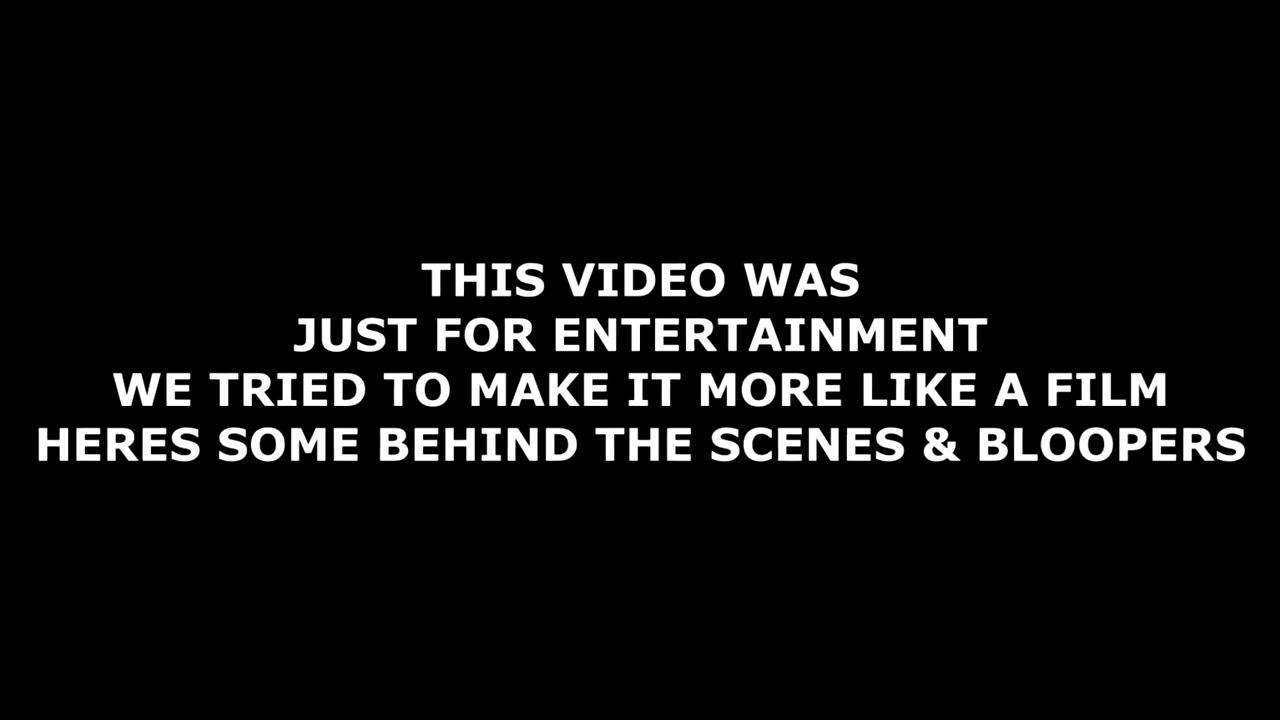 THIS VIDEO WAS
JUST FOR ENTERTAINMENT
WE TRIED TO MAKE IT MORE LIKE A FILM
HERES SOME BEHIND THE SCENES & BLOOPERS